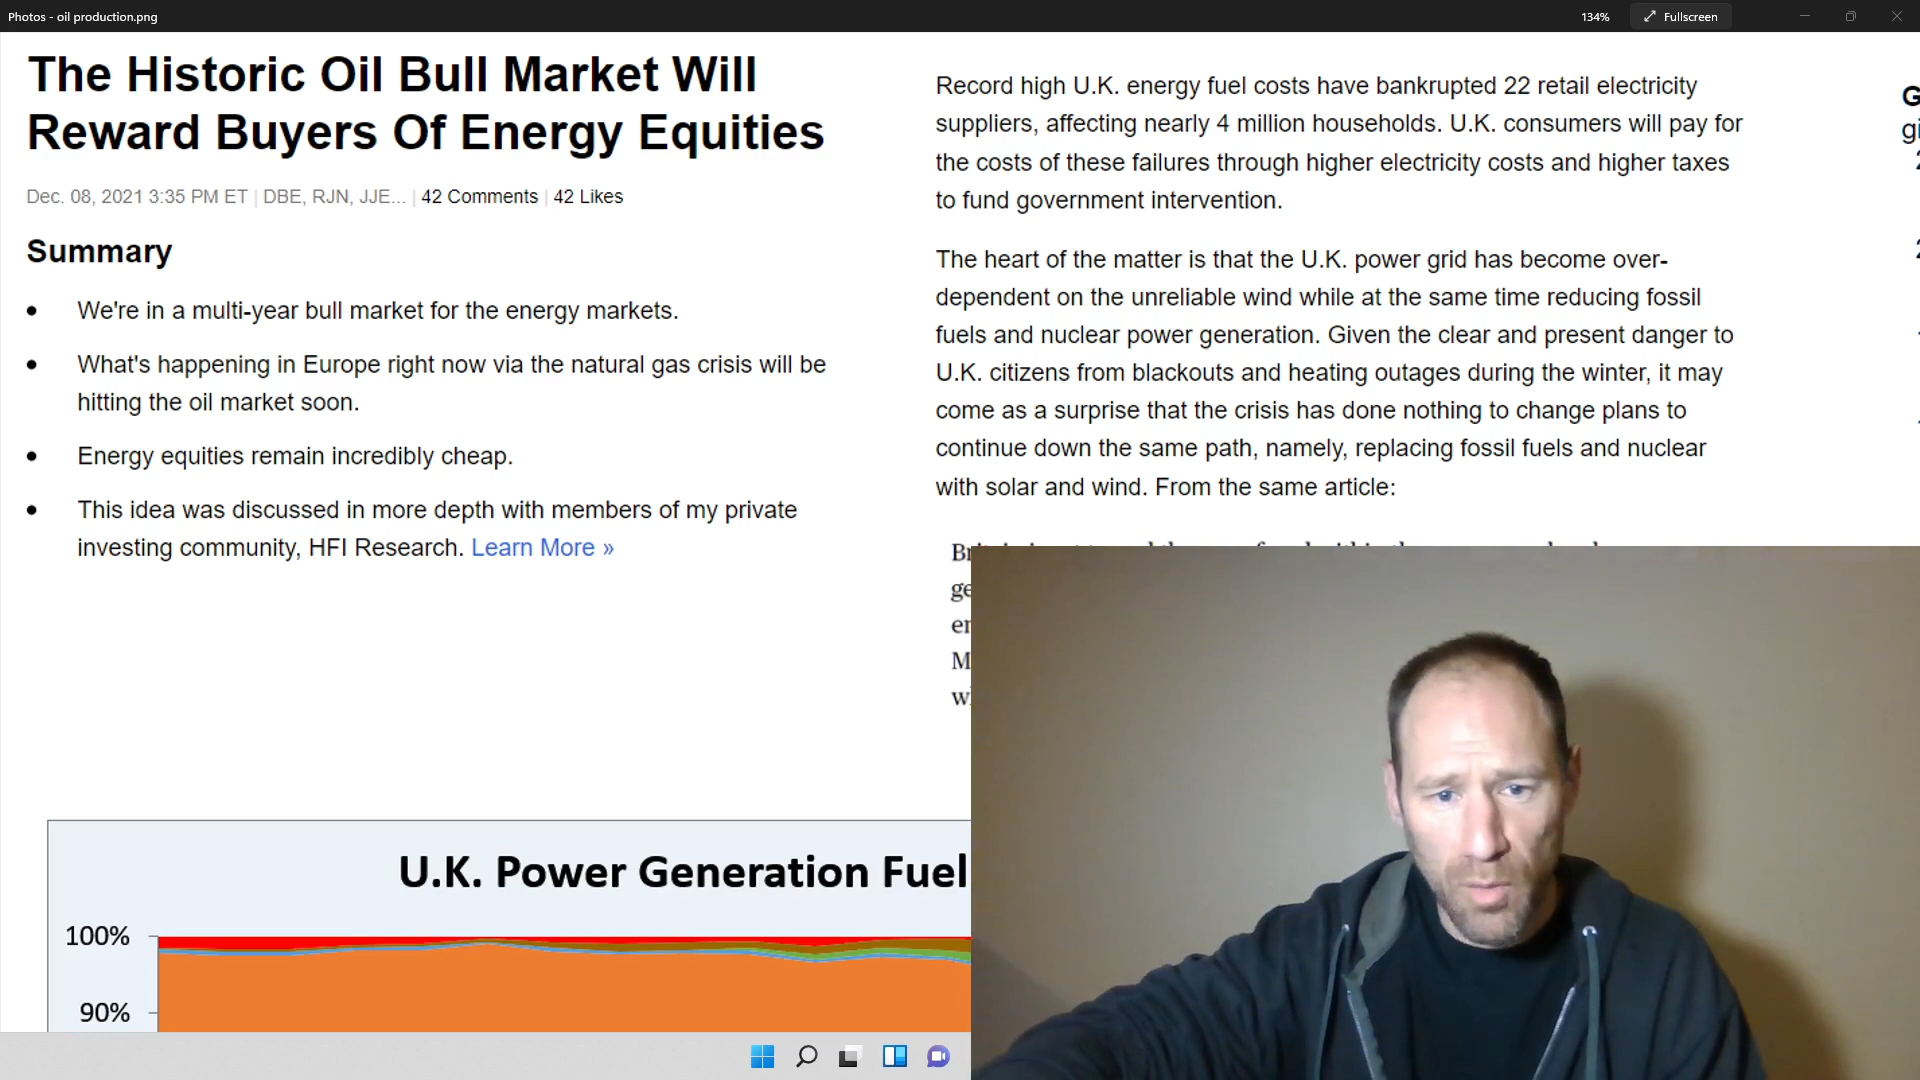 Photos - oil production.png
134%
Fullscreen
The Historic Oil Bull Market Will
Reward Buyers Of Energy Equities
Dec. 08, 2021 3:35 PM ET | DBE, RJN, JJE... | 42 Comments | 42 Likes
Summary
• We're in a multi-year bull market for the energy markets.
• What's happening in Europe right now via the natural gas crisis will be
hitting the oil market soon.
• Energy equities remain incredibly cheap.
• This idea was discussed in more depth with members of my private
investing community, HFI Research. Learn More »
Record high U.K. energy fuel costs have bankrupted 22 retail electricity
suppliers, affecting nearly 4 million households. U.K. consumers will pay for
the costs of these failures through higher electricity costs and higher taxes
to fund government intervention.
The heart of the matter is that the U.K. power grid has become over-
dependent on the unreliable wind while at the same time reducing fossil
fuels and nuclear power generation. Given the clear and present danger to
U.K. citizens from blackouts and heating outages during the winter, it may
come as a surprise that the crisis has done nothing to change plans to
continue down the same path, namely, replacing fossil fuels and nuclear
with solar and wind. From the same article:
U.K. Power Generation Fuel
100%
90%